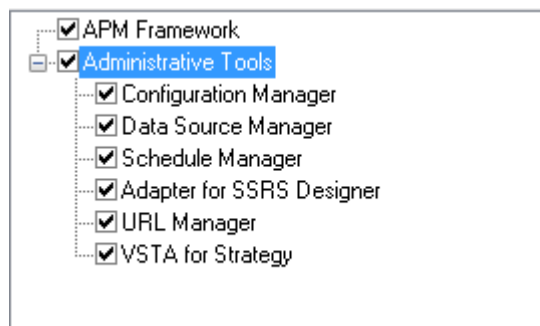 APM Framework
Administrative Tools
Configuration Manager
Data Source Manager
Schedule Manager
Adapter for SSRS Designer
URL Manager
VSTA for Strategy